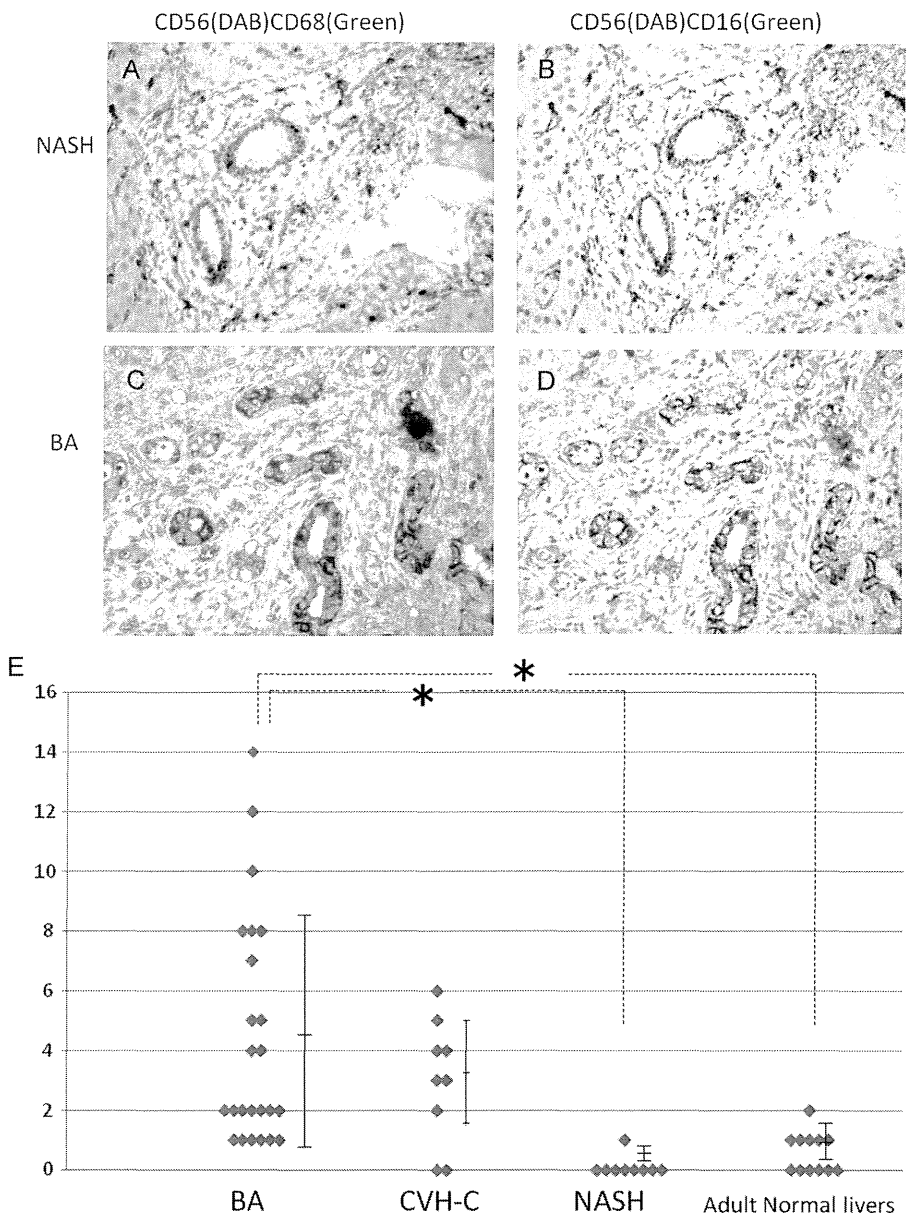 CD56(DAB)CD68(Green)
CD56(DAB)CD16(Green)
A
B
NASH
C
D
BA
E
*
*
16
14
12
10
8
6
4
2
0
BA
CVH-C
NASH
Adult Normal livers